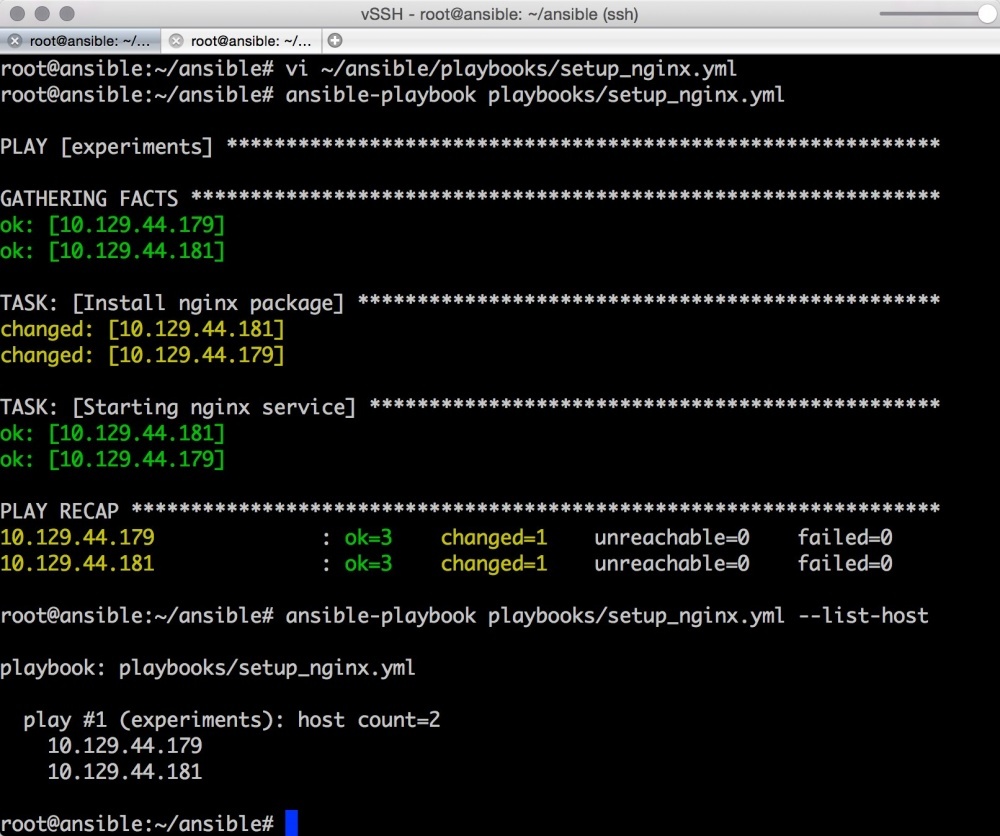 vSSH - root@ansible: ~/ansible (ssh)
root@ansible: ~/... root@ansible: ~/...
root@ansible:~/ansible# vi ~/ansible/playbooks/setup_nginx.yml
root@ansible:~/ansible# ansible-playbook playbooks/setup_nginx.yml
PLAY [experiments] ************************************************************
GATHERING FACTS ***************************************************************
ok: [10.129.44.179]
ok: [10.129.44.181]
TASK: [Install nginx package] *************************************************
changed: [10.129.44.181]
changed: [10.129.44.179]
TASK: [Starting nginx service] ************************************************
ok: [10.129.44.181]
ok: [10.129.44.179]
PLAY RECAP ********************************************************************
10.129.44.179              : ok=3    changed=1    unreachable=0    failed=0
10.129.44.181              : ok=3    changed=1    unreachable=0    failed=0
root@ansible:~/ansible# ansible-playbook playbooks/setup_nginx.yml --list-host
playbook: playbooks/setup_nginx.yml
play #1 (experiments): host count=2
10.129.44.179
10.129.44.181
root@ansible:~/ansible#